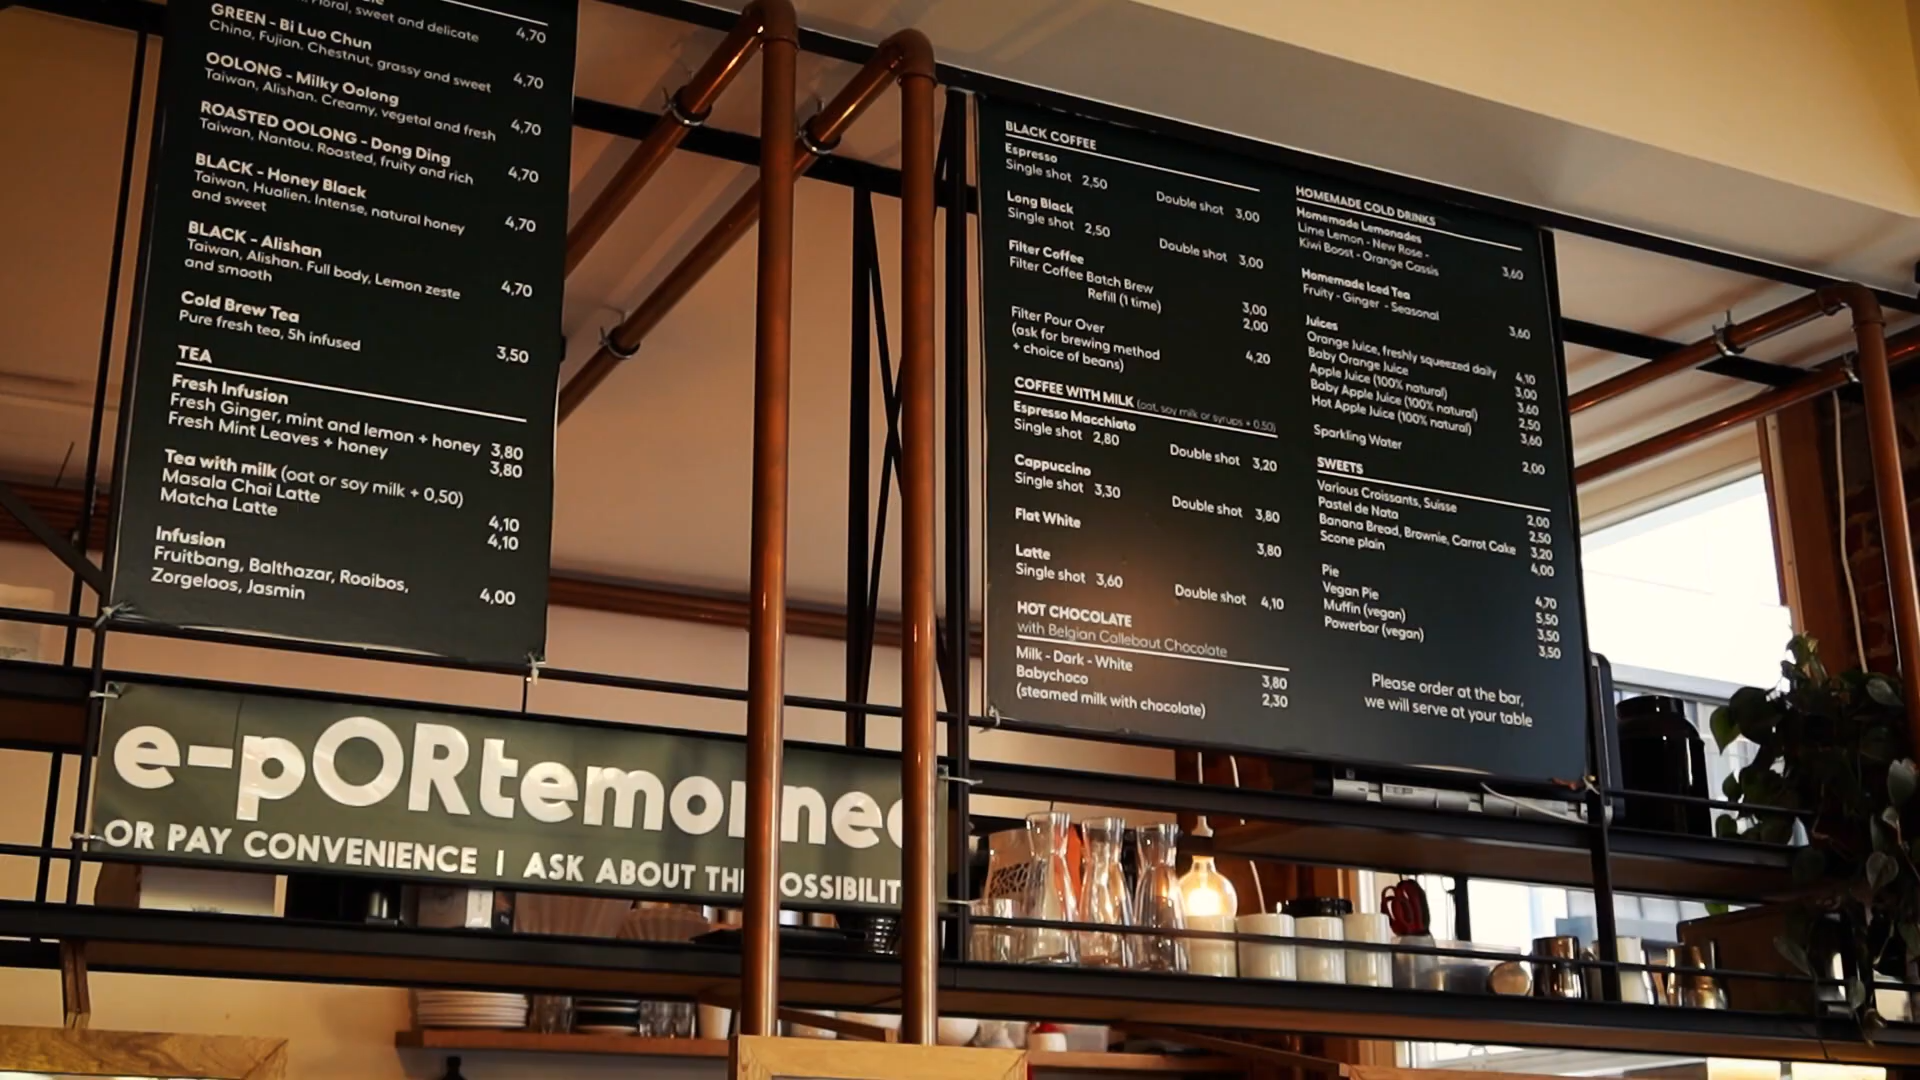 Floral, sweet and delicate 4,70
GREEN - Bi Luo Chun
China, Fujian. Chestnut, grassy and sweet 4,70
OOLONG - Milky Oolong
Taiwan, Alishan. Creamy, vegetal and fresh 4,70
ROASTED OOLONG - Dong Ding
Taiwan, Nantou. Roasted, fruity and rich 4,70
BLACK - Honey Black
Taiwan, Hualien. Intense, natural honey
and sweet 4,70
BLACK - Alishan
Taiwan, Alishan. Full body, Lemon zeste
and smooth 4,70
Cold Brew Tea
Pure fresh tea, 5h infused 3,50
TEA
Fresh Infusion
Fresh Ginger, mint and lemon + honey 3,80
Fresh Mint Leaves + honey 3,80
Tea with milk (oat or soy milk + 0,50)
Masala Chai Latte 4,10
Matcha Latte 4,10
Infusion
Fruitbang, Balthazar, Rooibos,
Zorgeloos, Jasmin 4,00
e-pORtemonnee
OR PAY CONVENIENCE | ASK ABOUT THE POSSIBILIT
BLACK COFFEE
Espresso
Single shot 2,50 Double shot 3,00
Long Black
Single shot 2,50 Double shot 3,00
Filter Coffee
Filter Coffee Batch Brew 3,00
Refill (1 time) 2,00
Filter Pour Over
(ask for brewing method 4,20
+ choice of beans)
COFFEE WITH MILK (oat, soy milk or syrups + 0,50)
Espresso Macchiato
Single shot 2,80 Double shot 3,20
Cappuccino
Single shot 3,30 Double shot 3,80
Flat White 3,80
Latte
Single shot 3,60 Double shot 4,10
HOT CHOCOLATE
with Belgian Callebaut Chocolate
Milk - Dark - White 3,80
Babychoco 2,30
(steamed milk with chocolate)
HOMEMADE COLD DRINKS
Homemade Lemonades
Lime Lemon - New Rose -
Kiwi Boost - Orange Cassis 3,60
Homemade Iced Tea
Fruity - Ginger - Seasonal 3,60
Juices
Orange Juice, freshly squeezed daily 4,10
Baby Orange Juice 3,00
Apple Juice (100% natural) 3,60
Baby Apple Juice (100% natural) 2,50
Hot Apple Juice (100% natural) 3,60
Sparkling Water 2,00
SWEETS
Various Croissants, Suisse 2,00
Pastel de Nata 2,50
Banana Bread, Brownie, Carrot Cake 3,20
Scone plain 4,00
Pie 4,70
Vegan Pie 5,50
Muffin (vegan) 3,50
Powerbar (vegan) 3,50
Please order at the bar,
we will serve at your table